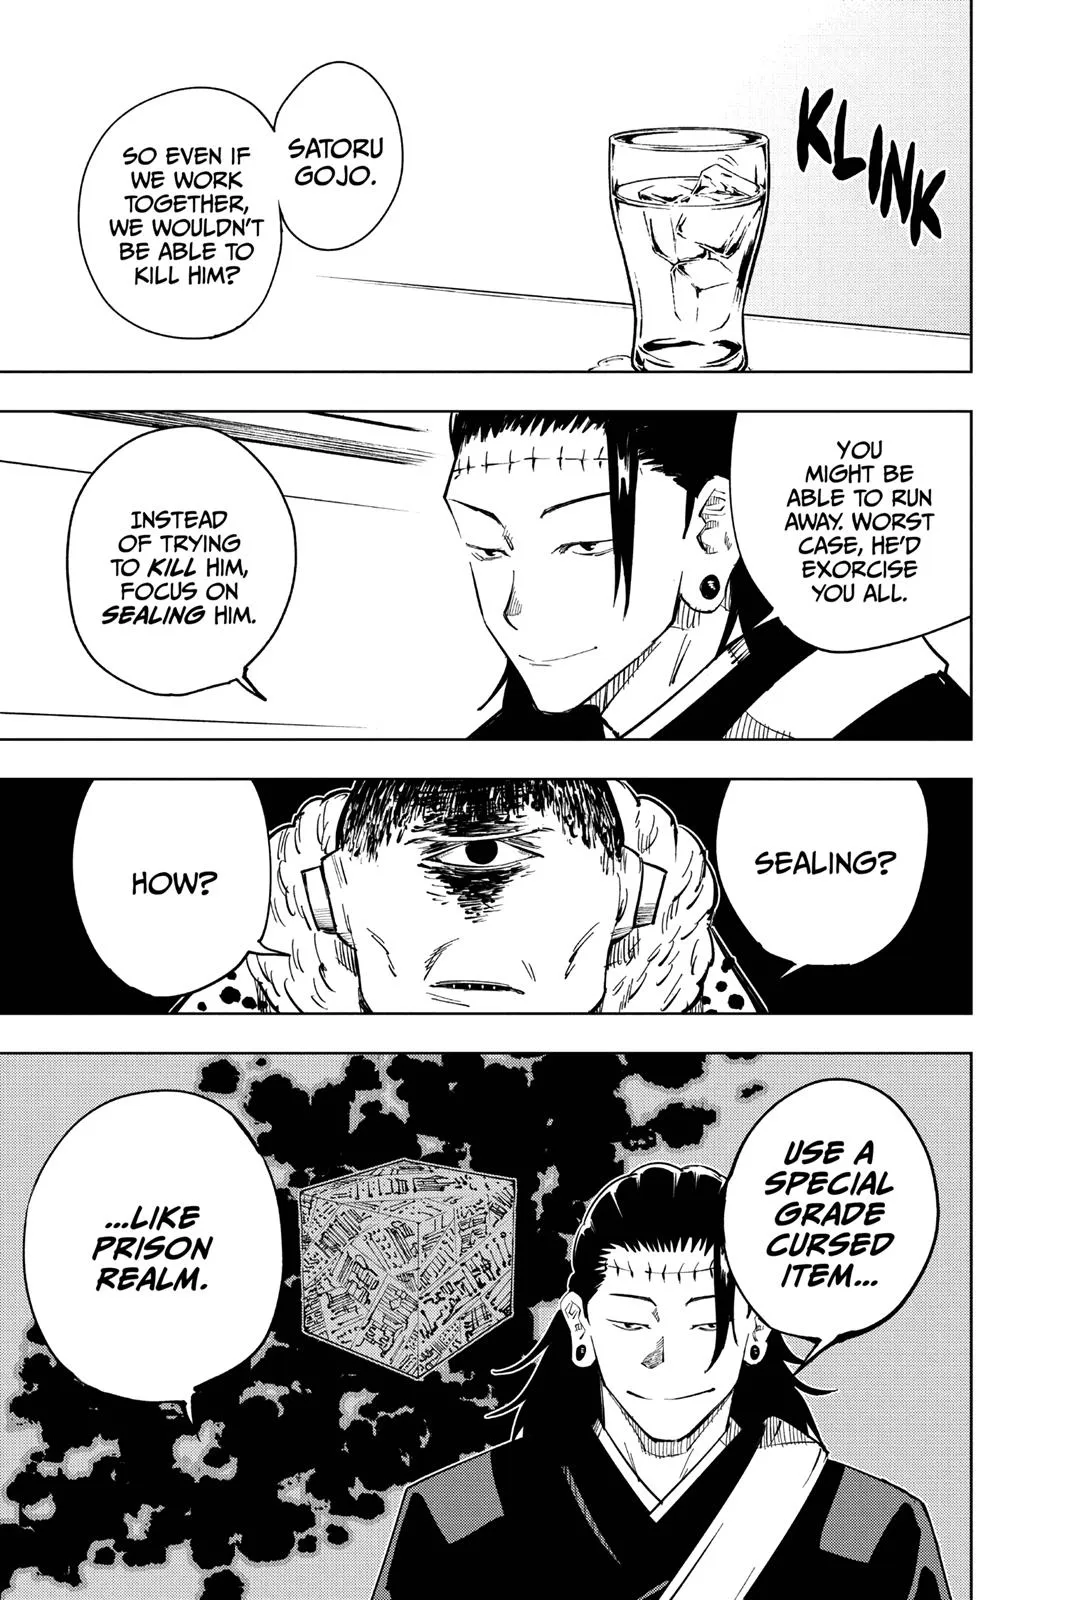 KLINK
SATORU
GOJO.
SO EVEN IF
WE WORK
TOGETHER,
WE WOULDN'T
BE ABLE TO
KILL HIM?
YOU
MIGHT BE
ABLE TO RUN
AWAY. WORST
CASE, HE'D
EXORCISE
YOU ALL.
INSTEAD
OF TRYING
TO KILL HIM,
FOCUS ON
SEALING HIM.
SEALING?
HOW?
USE A
SPECIAL
GRADE
CURSED
ITEM...
...LIKE
PRISON
REALM.